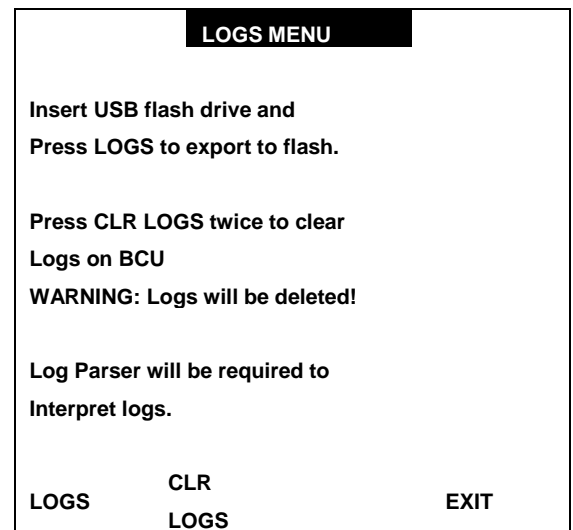 LOGS MENU
Insert USB flash drive and
Press LOGS to export to flash.
Press CLR LOGS twice to clear
Logs on BCU
WARNING: Logs will be deleted!
Log Parser will be required to
Interpret logs.
LOGS
CLR
LOGS
EXIT